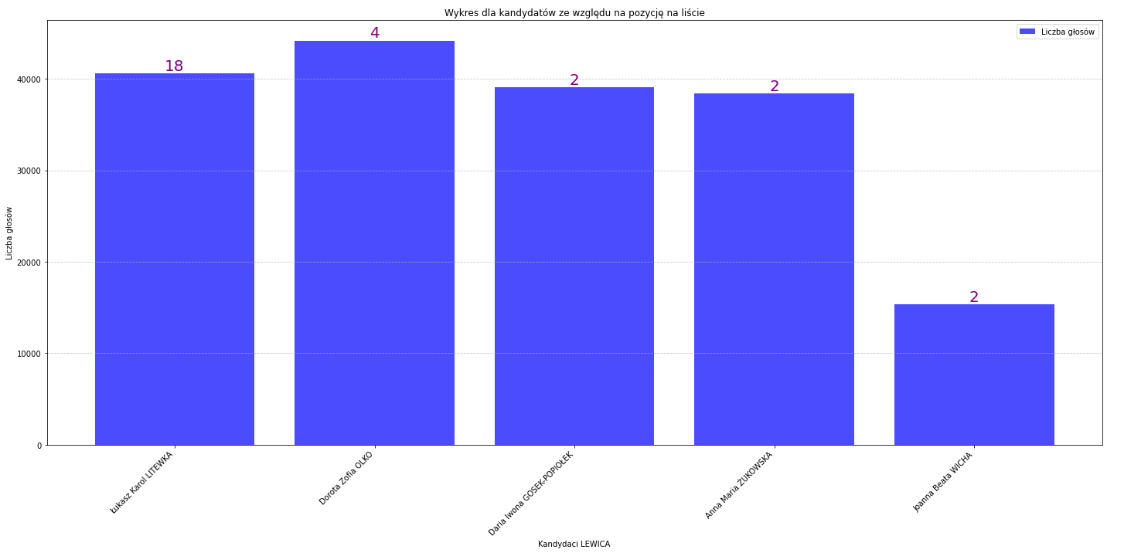 Wykres dla kandydatów ze względu na pozycję na liście
Liczba głosów
18
4
2
2
2
40000
30000
20000
10000
0
Liczba głosów
Łukasz Karol LITEWKA
Dorota Zofia OLKO
Daria Iwona GOSEK-POPIOŁEK
Anna Maria ŻUKOWSKA
Joanna Beata WICHA
Kandydaci LEWICA